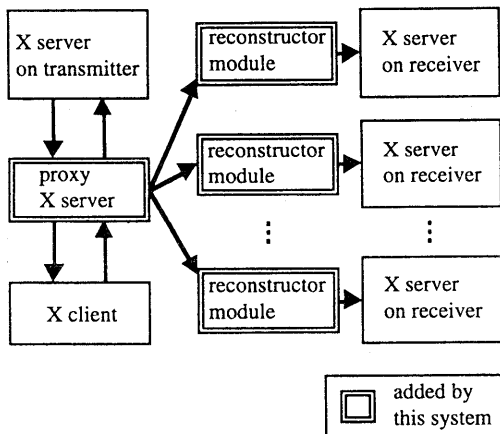 X server
on transmitter
proxy
X server
X client
reconstructor
module
X server
on receiver
reconstructor
module
X server
on receiver
reconstructor
module
X server
on receiver
added by
this system